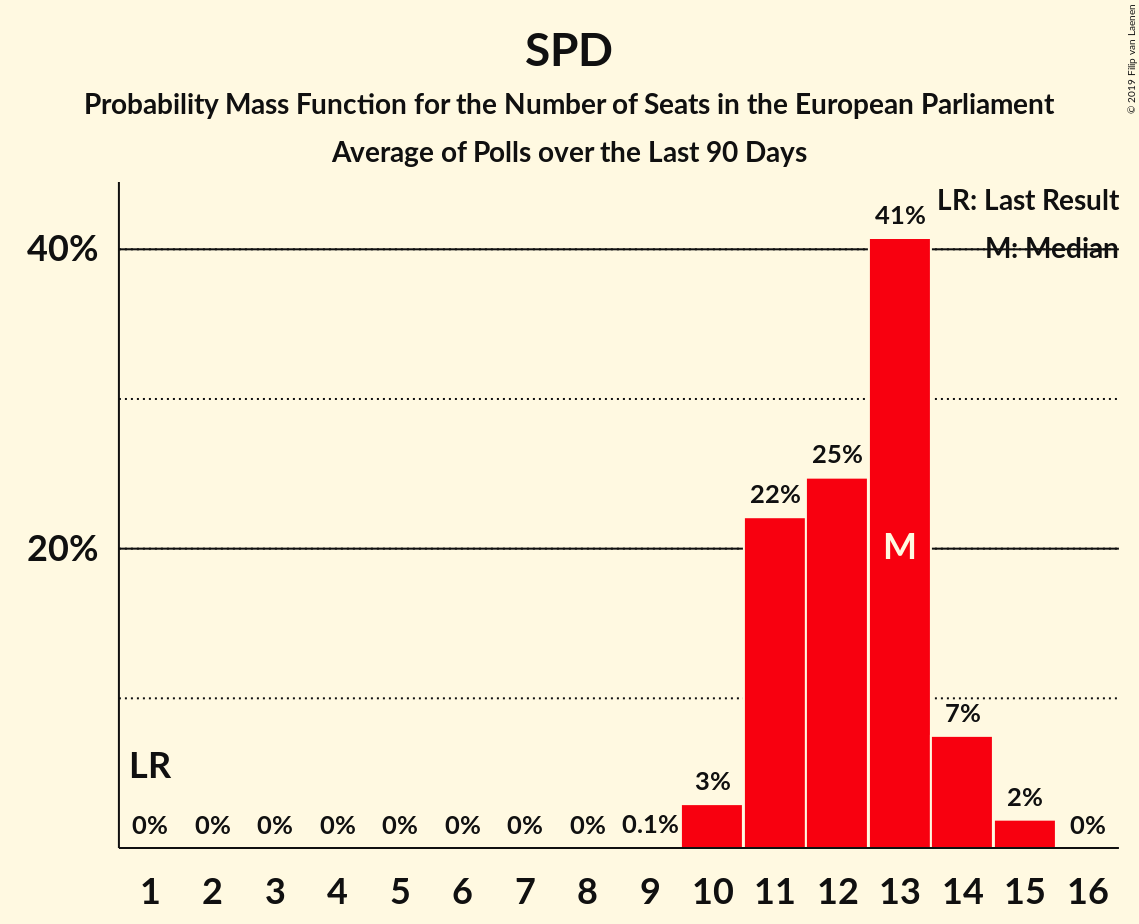 SPD
Probability Mass Function for the Number of Seats in the European Parliament
Average of Polls over the Last 90 Days
© 2019 Filip van Laenen
LR: Last Result
M: Median
40%
20%
41%
25%
22%
M
7%
LR
3%
2%
0% 0% 0% 0% 0% 0% 0% 0% 0.1% 0%
1 2 3 4 5 6 7 8 9 10 11 12 13 14 15 16